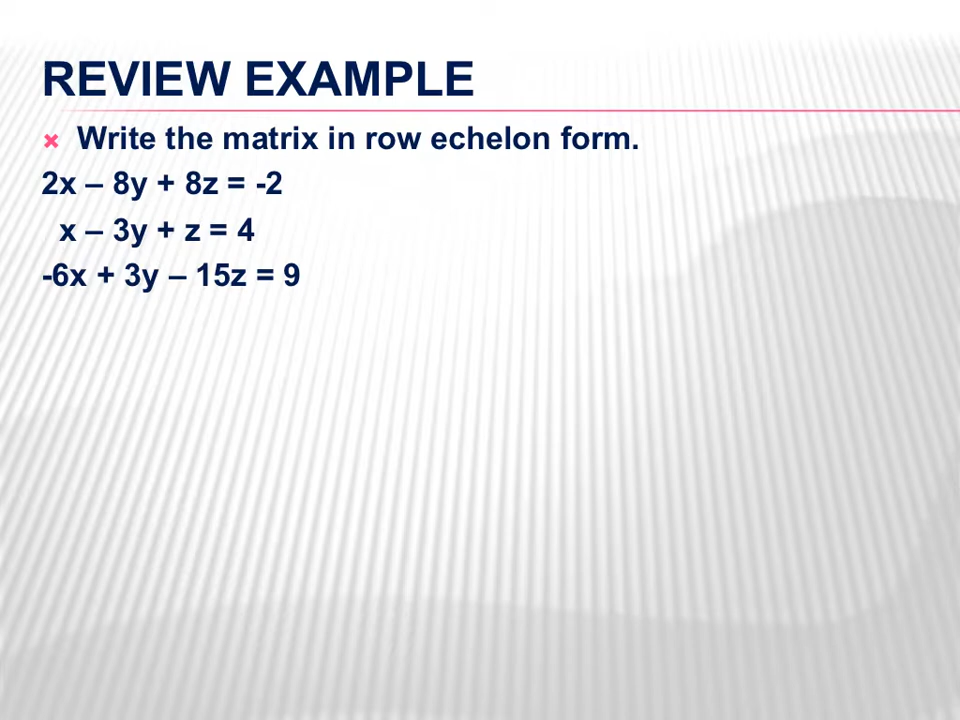 REVIEW EXAMPLE
Write the matrix in row echelon form.
2x – 8y + 8z = -2
x – 3y + z = 4
-6x + 3y – 15z = 9